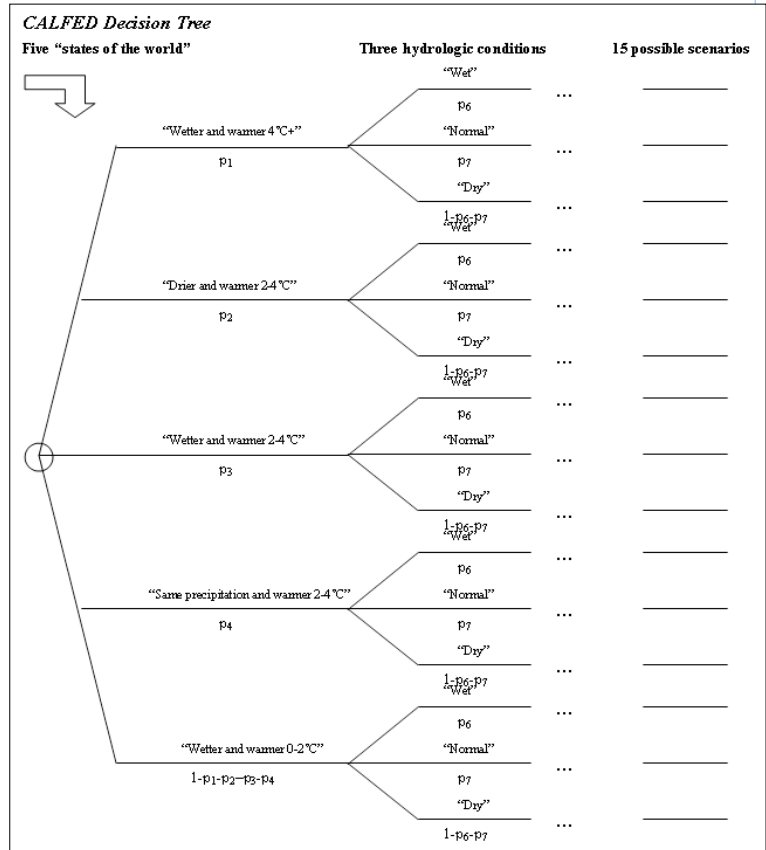 CALFED Decision Tree
Five “states of the world” Three hydrologic conditions 15 possible scenarios
“Wet”
...
p6
“Wetter and warmer 4°C+” “Normal”
...
p1 p7
“Dry”
...
1-p6-p7
“Wet”
...
p6
“Drier and warmer 2-4°C” “Normal”
...
p2 p7
“Dry”
...
1-p6-p7
“Wet”
...
p6
“Wetter and warmer 2-4°C” “Normal”
...
p3 p7
“Dry”
...
1-p6-p7
“Wet”
...
p6
“Same precipitation and warmer 2-4°C” “Normal”
...
p4 p7
“Dry”
...
1-p6-p7
“Wet”
...
p6
“Wetter and warmer 0-2°C” “Normal”
...
1-p1-p2–p3-p4 p7
“Dry”
...
1-p6-p7